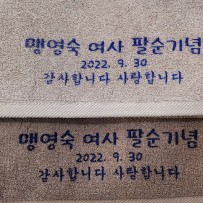 맹영숙 여사 팔순기념
2022. 9. 30
감사합니다 사랑합니다
맹영숙 여사 팔순기념
2022. 9. 30
감사합니다 사랑합니다